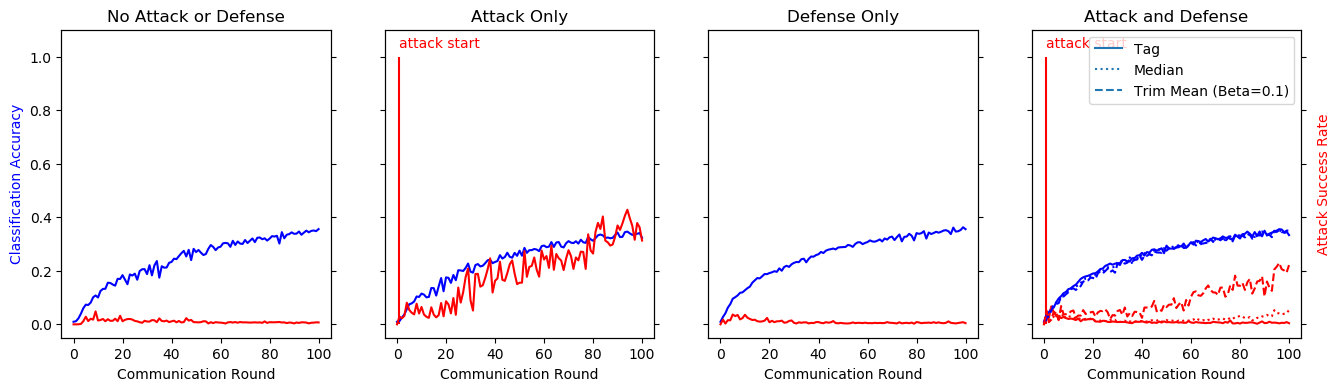 No Attack or Defense
Attack Only
Defense Only
Attack and Defense
Classification Accuracy
1.0
0.8
0.6
0.4
0.2
0.0
attack start
attack start
Tag
Median
Trim Mean (Beta=0.1)
Attack Success Rate
0 20 40 60 80 100
0 20 40 60 80 100
0 20 40 60 80 100
0 20 40 60 80 100
Communication Round
Communication Round
Communication Round
Communication Round